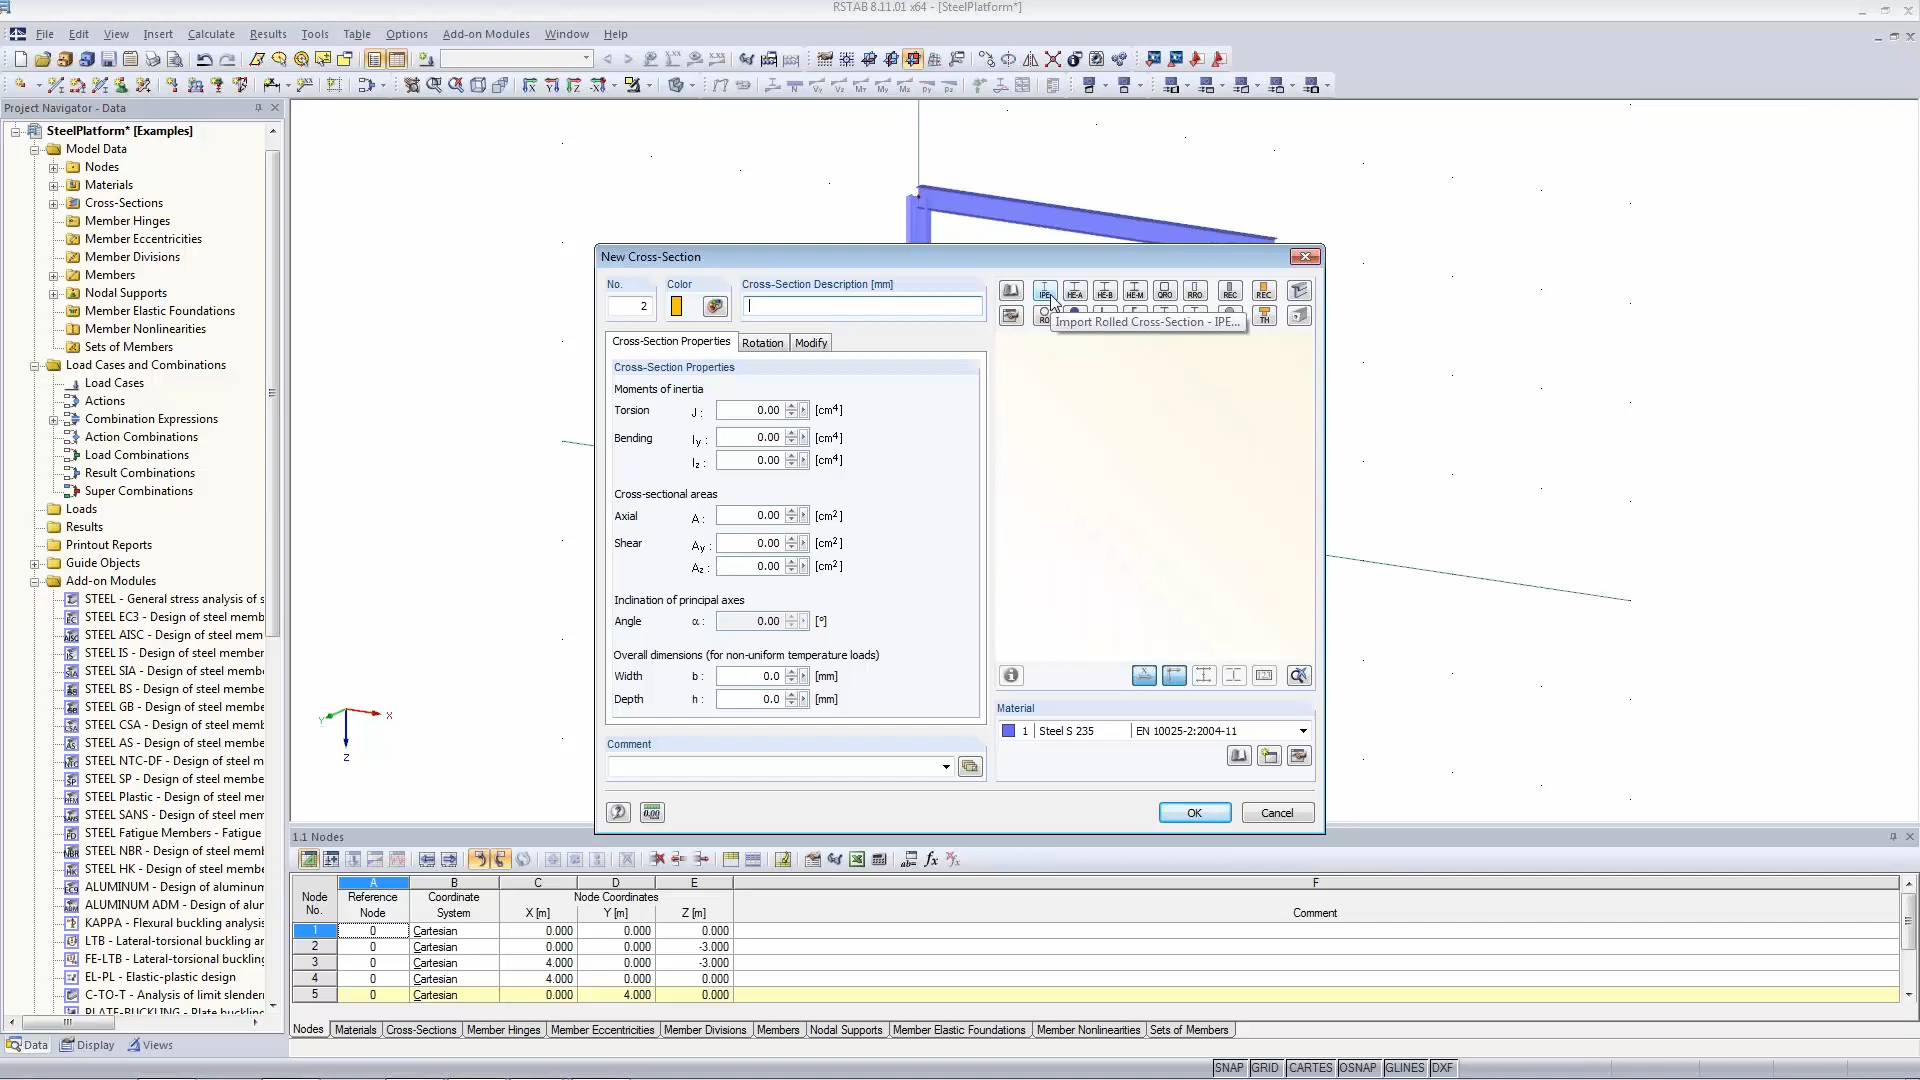 RSTAB 8.11.01 x64 - [SteelPlatform*]
File Edit View Insert Calculate Results Tools Table Options Add-on Modules Window Help
Project Navigator - Data
SteelPlatform* [Examples]
Model Data
Nodes
Materials
Cross-Sections
Member Hinges
Member Eccentricities
Member Divisions
Members
Nodal Supports
Member Elastic Foundations
Member Nonlinearities
Sets of Members
Load Cases and Combinations
Load Cases
Actions
Combination Expressions
Action Combinations
Load Combinations
Result Combinations
Super Combinations
Loads
Results
Printout Reports
Guide Objects
Add-on Modules
STEEL - General stress analysis of s
STEEL EC3 - Design of steel memb
STEEL AISC - Design of steel mem
STEEL IS - Design of steel membe
STEEL SIA - Design of steel membe
STEEL BS - Design of steel membe
STEEL GB - Design of steel membe
STEEL CSA - Design of steel membe
STEEL AS - Design of steel membe
STEEL NTC-DF - Design of steel me
STEEL SP - Design of steel membe
STEEL Plastic - Design of steel mer
STEEL SANS - Design of steel mem
STEEL Fatigue Members - Fatigue
STEEL NBR - Design of steel memb
STEEL HK - Design of steel membe
ALUMINUM - Design of aluminum
ALUMINUM ADM - Design of alur
KAPPA - Flexural buckling analysis
LTB - Lateral-torsional buckling ar
FE-LTB - Lateral-torsional buckling
EL-PL - Elastic-plastic design
C-TO-T - Analysis of limit slendern
PLATE-BUCKLING - Plate buckling
Data Display Views
X
Y
Z
New Cross-Section
No. Color Cross-Section Description [mm]
2
IPE HE-A HE-B HE-M QRO RRO REC REC
RO TH
Import Rolled Cross-Section - IPE...
Cross-Section Properties Rotation Modify
Cross-Section Properties
Moments of inertia
Torsion J : 0.00 [cm4]
Bending Iy : 0.00 [cm4]
Iz : 0.00 [cm4]
Cross-sectional areas
Axial A : 0.00 [cm2]
Shear Ay : 0.00 [cm2]
Az : 0.00 [cm2]
Inclination of principal axes
Angle α : 0.00 [°]
Overall dimensions (for non-uniform temperature loads)
Width b : 0.0 [mm]
Depth h : 0.0 [mm]
Comment
Material
1 Steel S 235 EN 10025-2:2004-11
OK Cancel
1.1 Nodes
A B C D E F
Node Reference Coordinate Node Coordinates
No. Node System X [m] Y [m] Z [m] Comment
1 0 Cartesian 0.000 0.000 0.000
2 0 Cartesian 0.000 0.000 -3.000
3 0 Cartesian 4.000 0.000 -3.000
4 0 Cartesian 4.000 0.000 0.000
5 0 Cartesian 0.000 4.000 0.000
Nodes Materials Cross-Sections Member Hinges Member Eccentricities Member Divisions Members Nodal Supports Member Elastic Foundations Member Nonlinearities Sets of Members
SNAP GRID CARTES OSNAP GLINES DXF